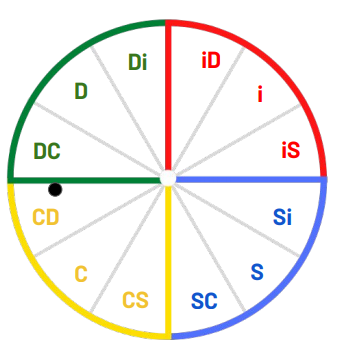 Di iD
D i
DC iS
CD Si
C S
CS SC